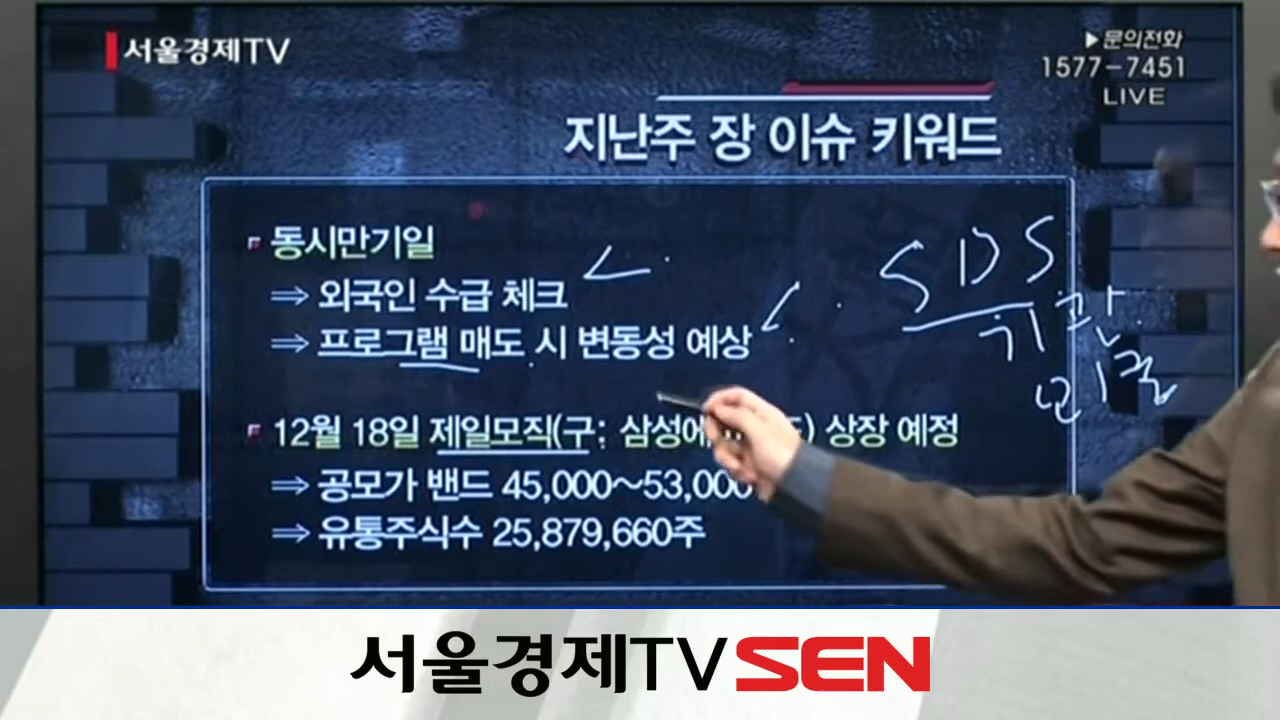 서울경제TV
▶문의전화
1577-7451
LIVE
지난주 장 이슈 키워드
동시만기일
⇒ 외국인 수급 체크
⇒ 프로그램 매도 시 변동성 예상
SDS
12월 18일 제일모직(구: 삼성에 ) 상장 예정
⇒ 공모가 밴드 45,000~53,000
⇒ 유통주식수 25,879,660주
서울경제TV SEN